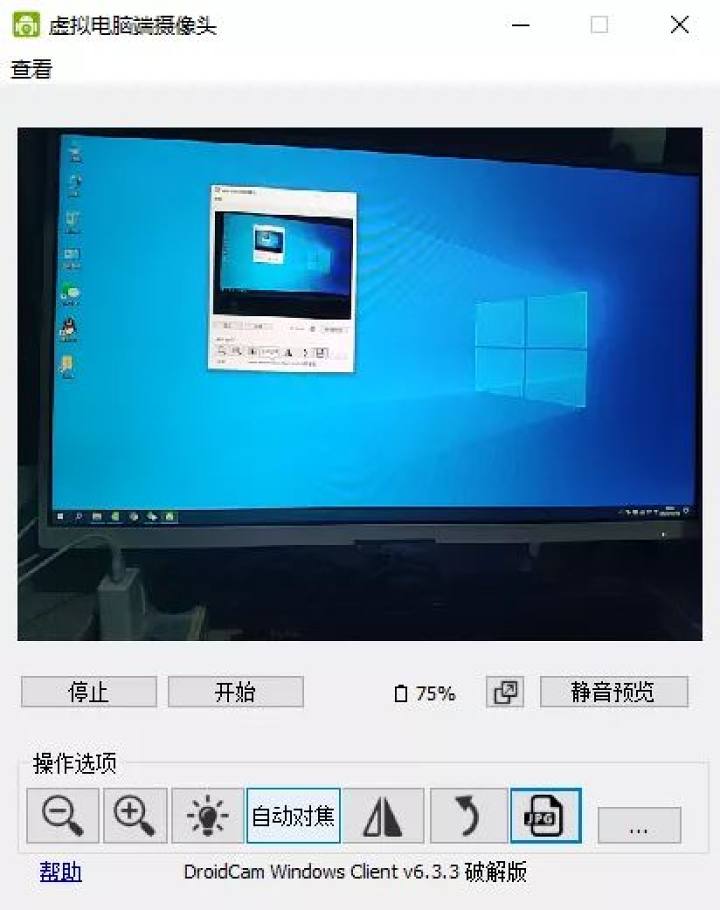 虚拟电脑端摄像头
查看
停止 开始 75% 静音预览
操作选项
自动对焦 JPG ...
帮助 DroidCam Windows Client v6.3.3 破解版